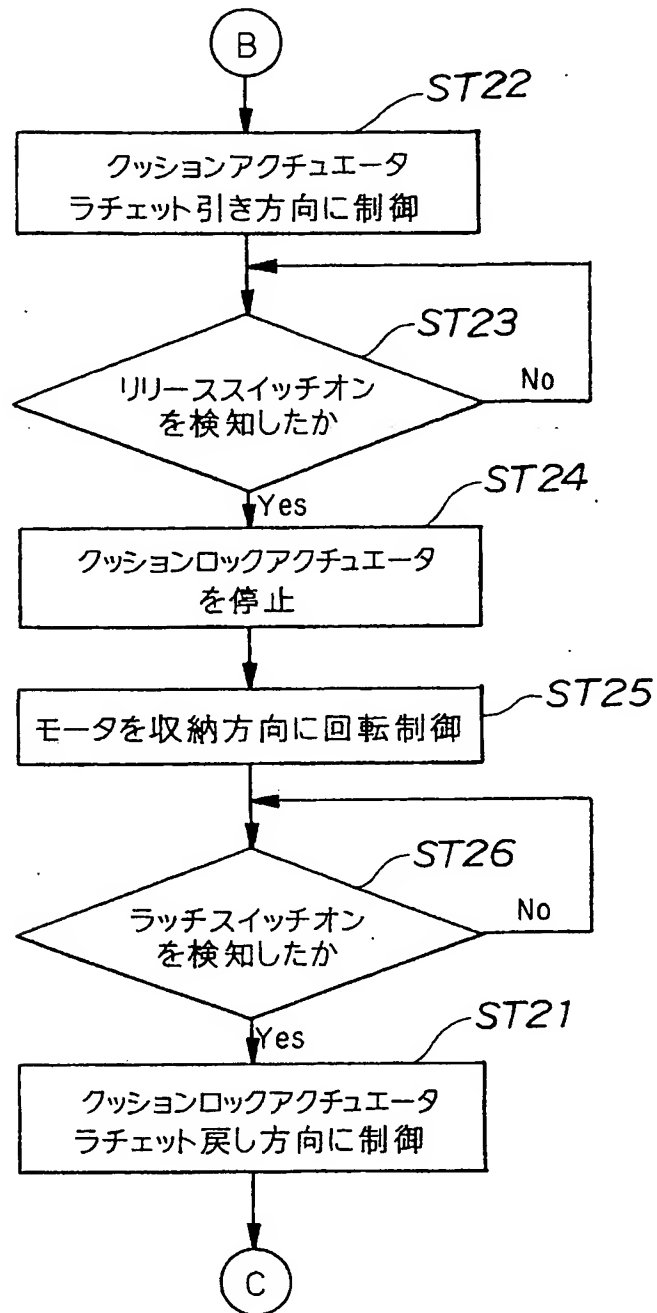 B
ST22
クッションアクチュエータ
ラチェット引き方向に制御
ST23
リリーススイッチオン
を検知したか
No
Yes
ST24
クッションロックアクチュエータ
を停止
ST25
モータを収納方向に回転制御
ST26
ラッチスイッチオン
を検知したか
No
Yes
ST21
クッションロックアクチュエータ
ラチェット戻し方向に制御
C